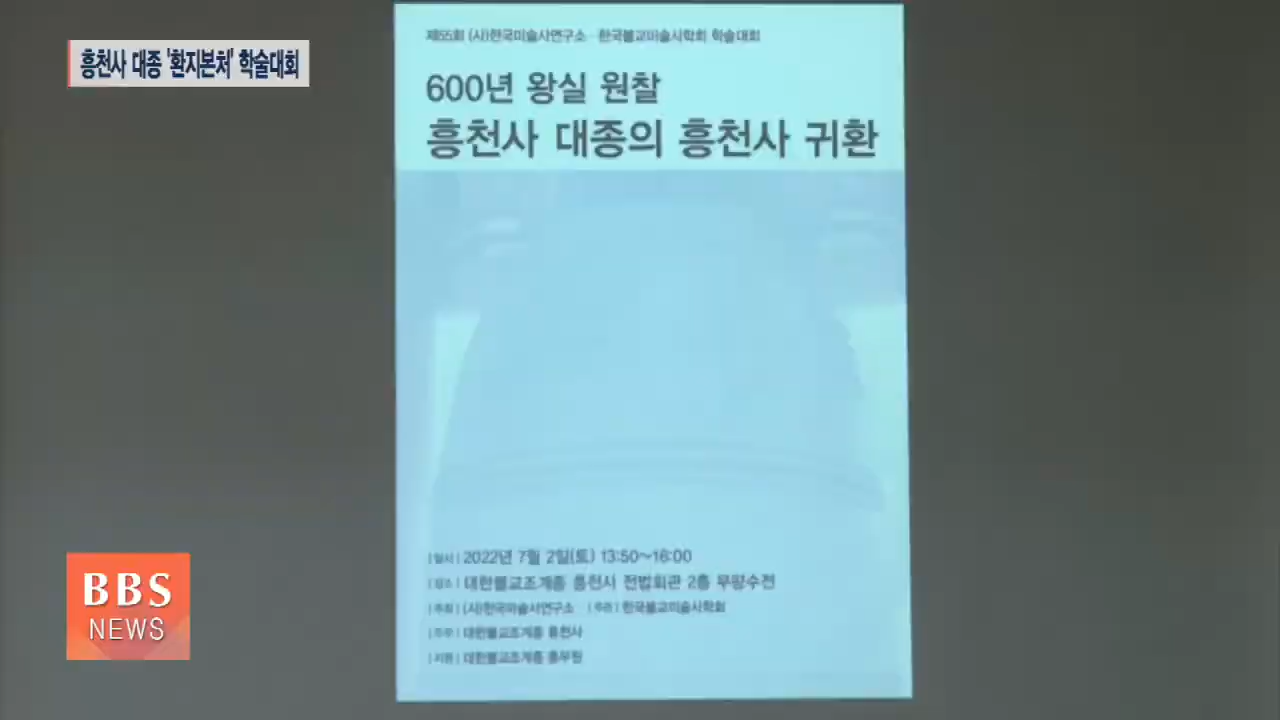 흥천사 대종 '환지본처' 학술대회
제55회 (사)한국미술사연구소 · 한국불교미술사학회 학술대회
600년 왕실 원찰
흥천사 대종의 흥천사 귀환
|일시| 2022년 7월 2일(토) 13:50~16:00
|장소| 대한불교조계종 흥천사 전법회관 2층 무량수전
|주최| (사)한국미술사연구소 |주관| 한국불교미술사학회
대한불교조계종 흥천사
|지원| 대한불교조계종 총무원
BBS
NEWS